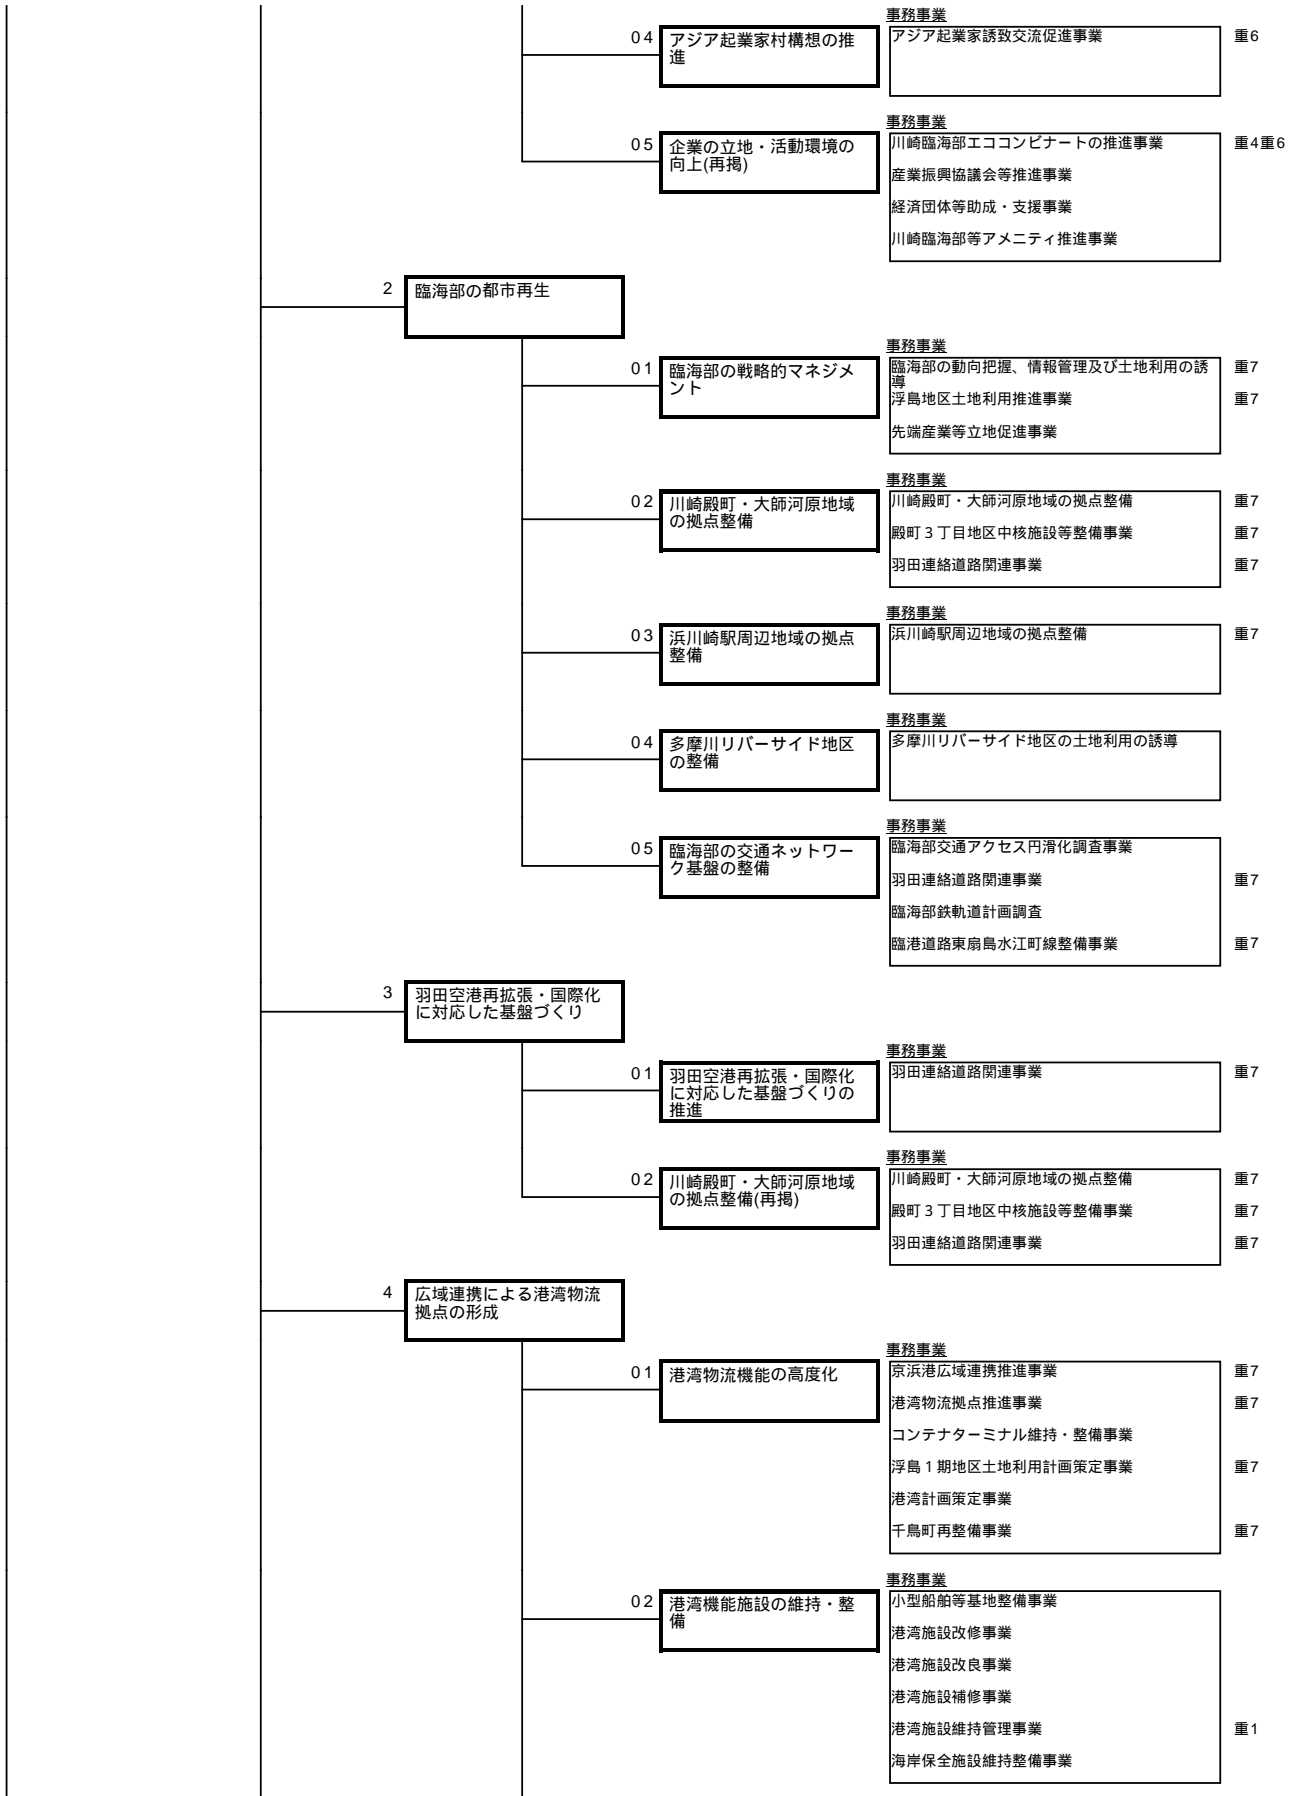 事務事業
04 アジア起業家村構想の推
進
アジア起業家誘致交流促進事業 重6
事務事業
05 企業の立地・活動環境の
向上(再掲)
川崎臨海部エココンビナートの推進事業 重4重6
産業振興協議会等推進事業
経済団体等助成・支援事業
川崎臨海部等アメニティ推進事業
2 臨海部の都市再生
事務事業
01 臨海部の戦略的マネジメ
ント
臨海部の動向把握、情報管理及び土地利用の誘 重7
導
浮島地区土地利用推進事業 重7
先端産業等立地促進事業
事務事業
02 川崎殿町・大師河原地域
の拠点整備
川崎殿町・大師河原地域の拠点整備 重7
殿町3丁目地区中核施設等整備事業 重7
羽田連絡道路関連事業 重7
事務事業
03 浜川崎駅周辺地域の拠点
整備
浜川崎駅周辺地域の拠点整備 重7
事務事業
04 多摩川リバーサイド地区
の整備
多摩川リバーサイド地区の土地利用の誘導
事務事業
05 臨海部の交通ネットワー
ク基盤の整備
臨海部交通アクセス円滑化調査事業
羽田連絡道路関連事業 重7
臨海部鉄軌道計画調査
臨港道路東扇島水江町線整備事業 重7
3 羽田空港再拡張・国際化
に対応した基盤づくり
事務事業
01 羽田空港再拡張・国際化
に対応した基盤づくりの
推進
羽田連絡道路関連事業 重7
事務事業
02 川崎殿町・大師河原地域
の拠点整備(再掲)
川崎殿町・大師河原地域の拠点整備 重7
殿町3丁目地区中核施設等整備事業 重7
羽田連絡道路関連事業 重7
4 広域連携による港湾物流
拠点の形成
事務事業
01 港湾物流機能の高度化
京浜港広域連携推進事業 重7
港湾物流拠点推進事業 重7
コンテナターミナル維持・整備事業
浮島1期地区土地利用計画策定事業 重7
港湾計画策定事業
千鳥町再整備事業 重7
事務事業
02 港湾機能施設の維持・整
備
小型船舶等基地整備事業
港湾施設改修事業
港湾施設改良事業
港湾施設補修事業
港湾施設維持管理事業 重1
海岸保全施設維持整備事業